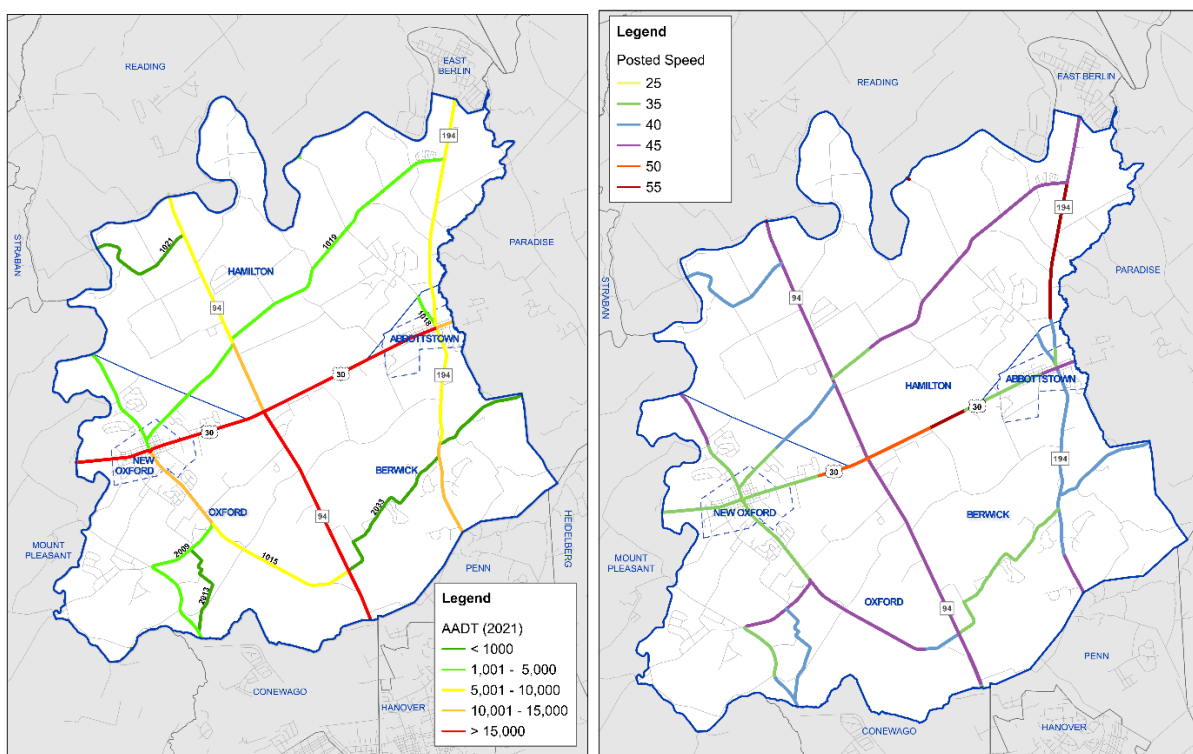 READING
EAST
BERLIN
194
STRABAN
1021
1019
PARADISE
HAMILTON
94
1018
ABBOTTSTOWN
30
194
30
NEW
OXFORD
BERWICK
OXFORD
2033
94
HEIDELBERG
MOUNT
PLEASANT
2009
1015
2013
PENN
CONEWAGO
HANOVER
Legend
AADT (2021)
< 1000
1,001 - 5,000
5,001 - 10,000
10,001 - 15,000
> 15,000
Legend
Posted Speed
25
35
40
45
50
55
READING
EAST BERLIN
194
PARADISE
STRABAN
94
HAMILTON
ABBOTTSTOWN
30
30
194
NEW OXFORD
BERWICK
MOUNT
PLEASANT
OXFORD
94
PENN
CONEWAGO
HANOVER